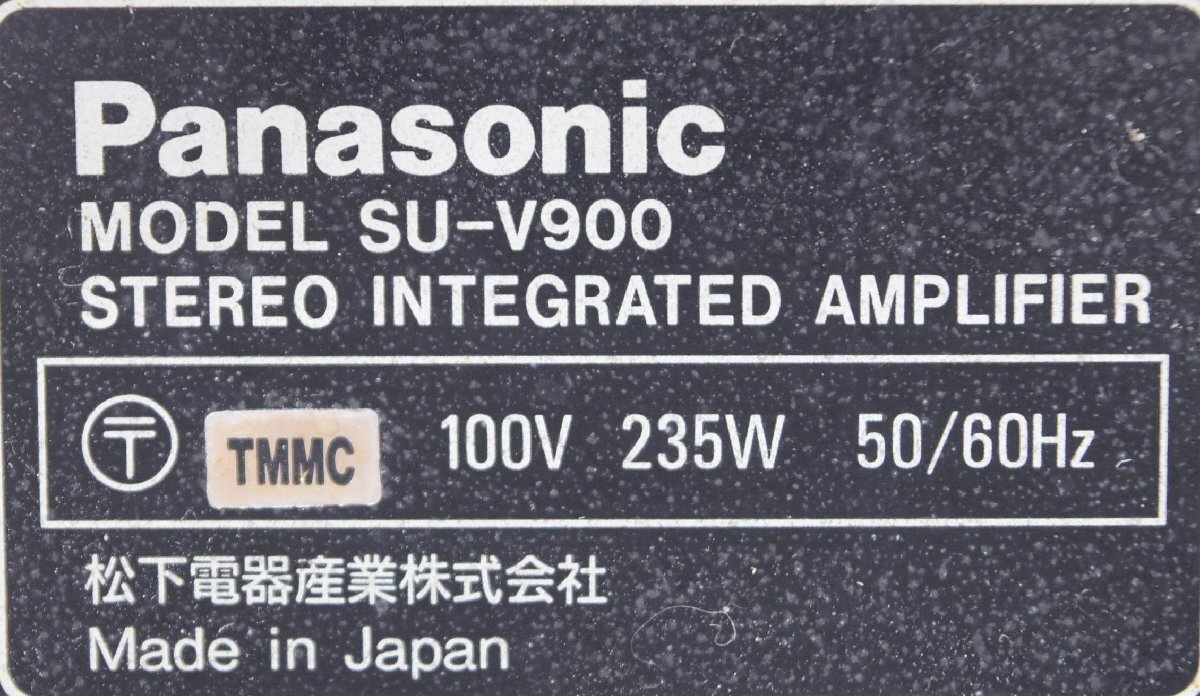 Panasonic
MODEL SU-V900
STEREO INTEGRATED AMPLIFIER
〶 TMMC 100V 235W 50/60Hz
松下電器産業株式会社
Made in Japan